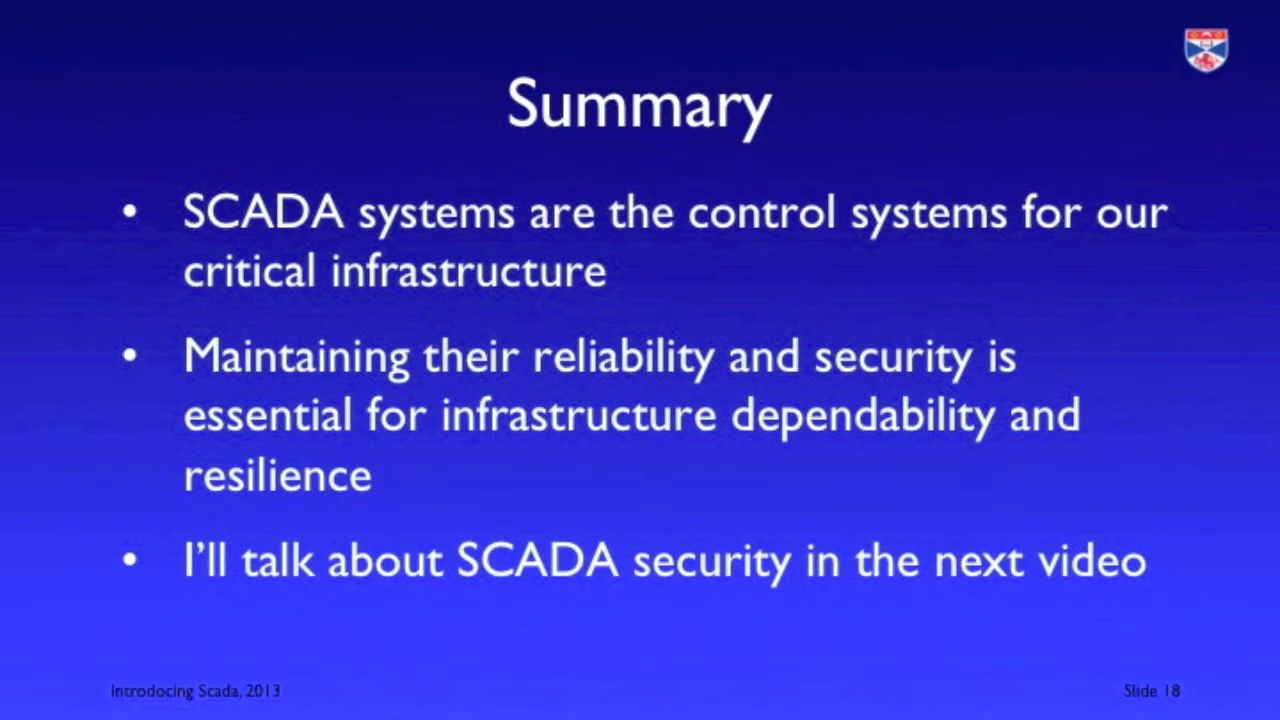 Summary
• SCADA systems are the control systems for our
critical infrastructure
• Maintaining their reliability and security is
essential for infrastructure dependability and
resilience
• I’ll talk about SCADA security in the next video
Introdocing Scada, 2013
Slide 18